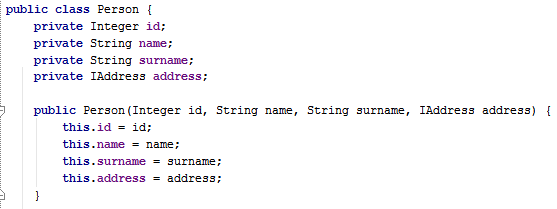 public class Person {
    private Integer id;
    private String name;
    private String surname;
    private IAddress address;

    public Person(Integer id, String name, String surname, IAddress address) {
        this.id = id;
        this.name = name;
        this.surname = surname;
        this.address = address;
    }